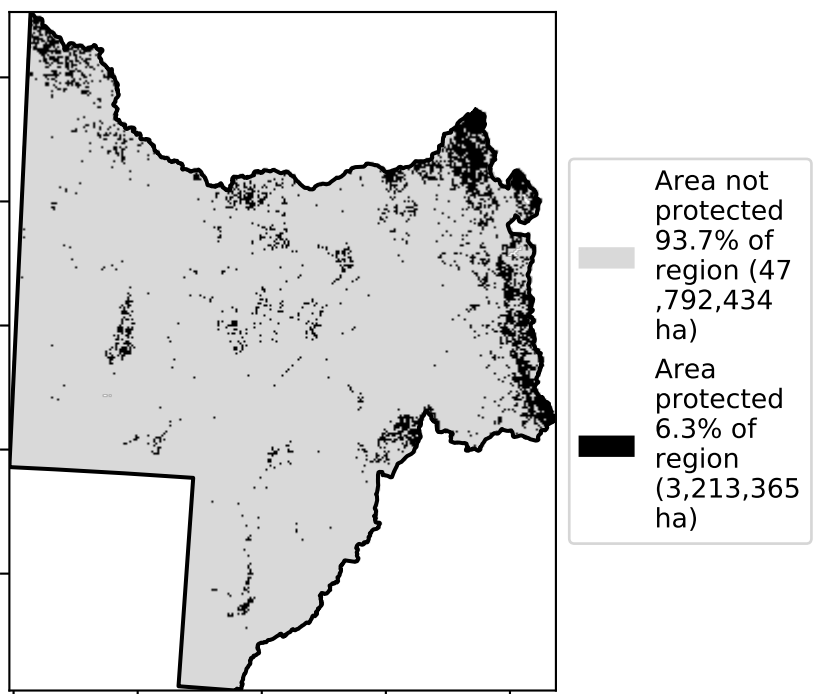 Area not
protected
93.7% of
region (47
,792,434
ha)
Area
protected
6.3% of
region
(3,213,365
ha)